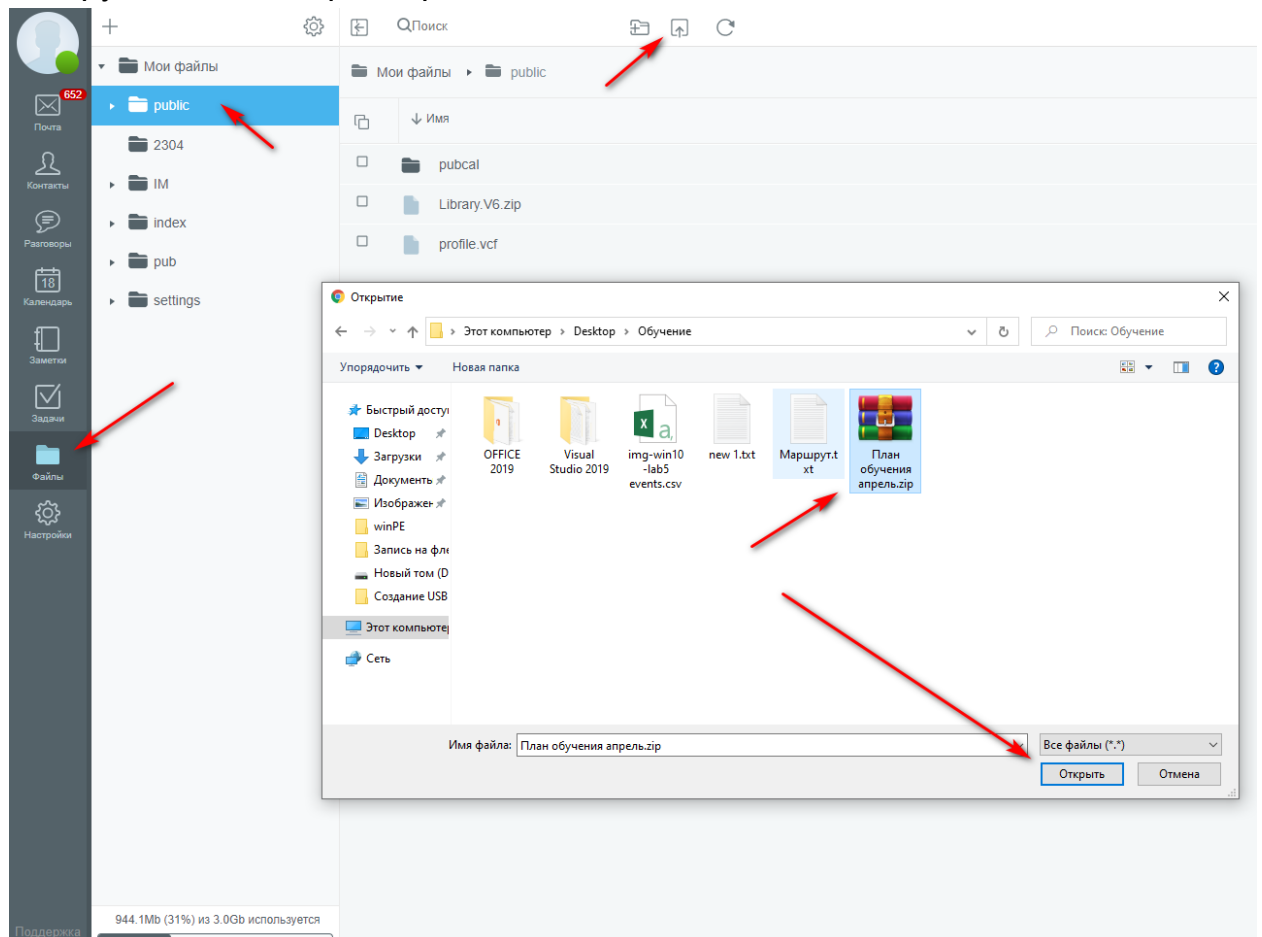 Поиск
Мои файлы
Мои файлы
public
652
Почта
public
Имя
2304
pubcal
Контакты
IM
Library.V6.zip
index
Разговоры
profile.vcf
pub
18
Календарь
settings
Открытие
Этот компьютер
Desktop
Обучение
Поиск: Обучение
Заметки
Упорядочить
Новая папка
Задачи
Быстрый досту
Desktop
Загрузки
Документь
Изображен
winPE
Запись на фле
Новый том (D
Создание USB
Этот компьюте
Сеть
OFFICE
2019
Visual
Studio 2019
a,
img-win10
-lab5
events.csv
new 1.txt
Маршрут.t
xt
План
обучения
апрель.zip
Файлы
Настройки
Имя файла:
План обучения апрель.zip
Все файлы (*.*)
Открыть
Отмена
944.1Mb (31%) из 3.0Gb используется
Поддержка